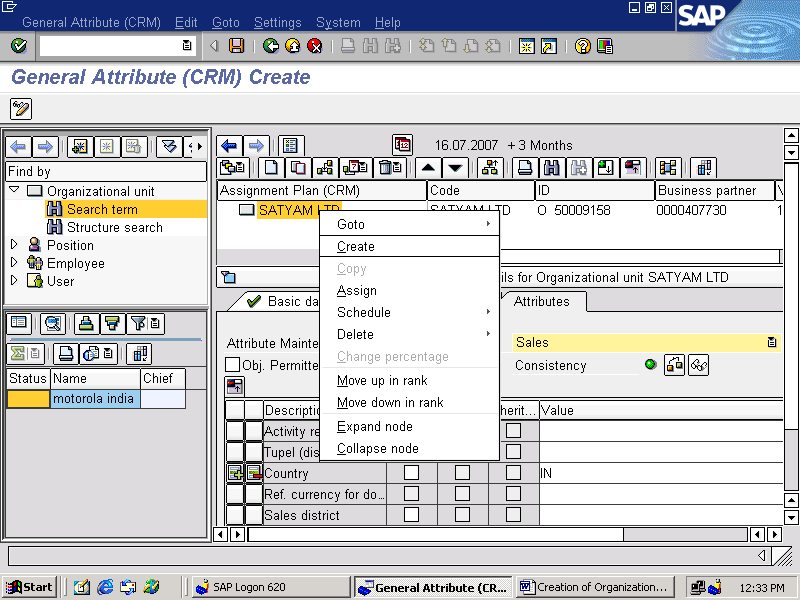 General Attribute (CRM) Edit Goto Settings System Help
SAP
General Attribute (CRM) Create
Find by
Organizational unit
Search term
Structure search
Position
Employee
User
Status Name Chief
motorola india
16.07.2007 + 3 Months
Assignment Plan (CRM) Code ID Business partner V
SATYAM LTD SATYAM LTD O 50009158 0000407730 1
Goto
Create
Copy
Assign
Schedule
Delete
Change percentage
Move up in rank
Move down in rank
Expand node
Collapse node
ils for Organizational unit SATYAM LTD
Basic da Attributes
Attribute Mainte Sales
Obj. Permitte Consistency
Descriptio herit... Value
Activity re
Tupel (dis
Country IN
Ref. currency for do...
Sales district
Start SAP Logon 620 General Attribute (CR... Creation of Organization... 12:33 PM